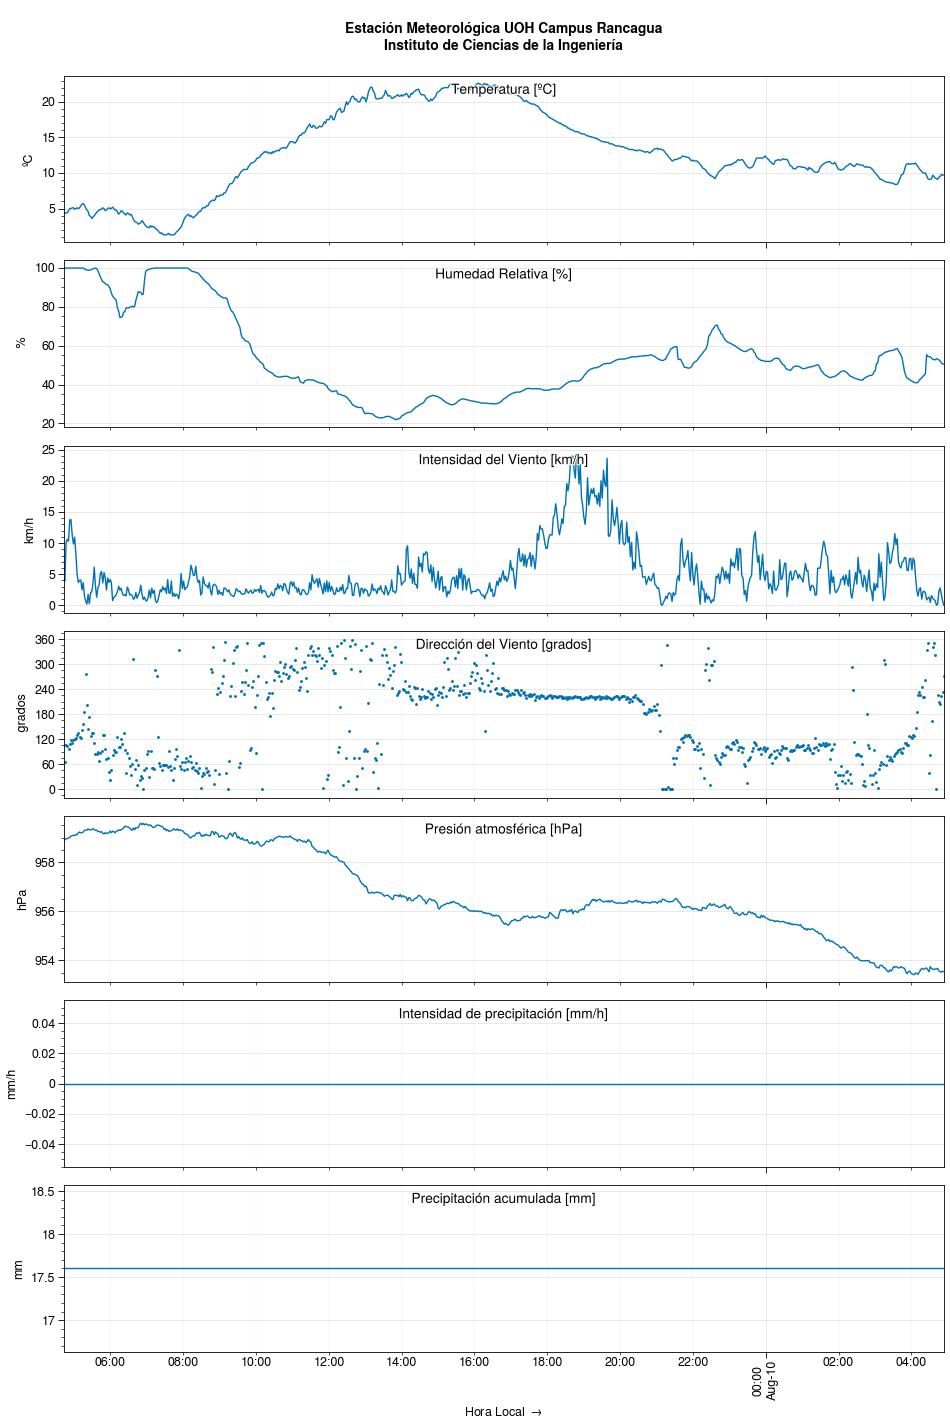 Estación Meteorológica UOH Campus Rancagua
Instituto de Ciencias de la Ingeniería
Temperatura [ºC]
20
15
10
5
ºC
Humedad Relativa [%]
100
80
60
40
20
%
Intensidad del Viento [km/h]
25
20
15
10
5
0
km/h
Dirección del Viento [grados]
360
300
240
180
120
60
0
grados
Presión atmosférica [hPa]
958
956
954
hPa
Intensidad de precipitación [mm/h]
0.04
0.02
0
−0.02
−0.04
mm/h
Precipitación acumulada [mm]
18.5
18
17.5
17
mm
06:00 08:00 10:00 12:00 14:00 16:00 18:00 20:00 22:00 00:00 02:00 04:00
Aug-10
Hora Local →